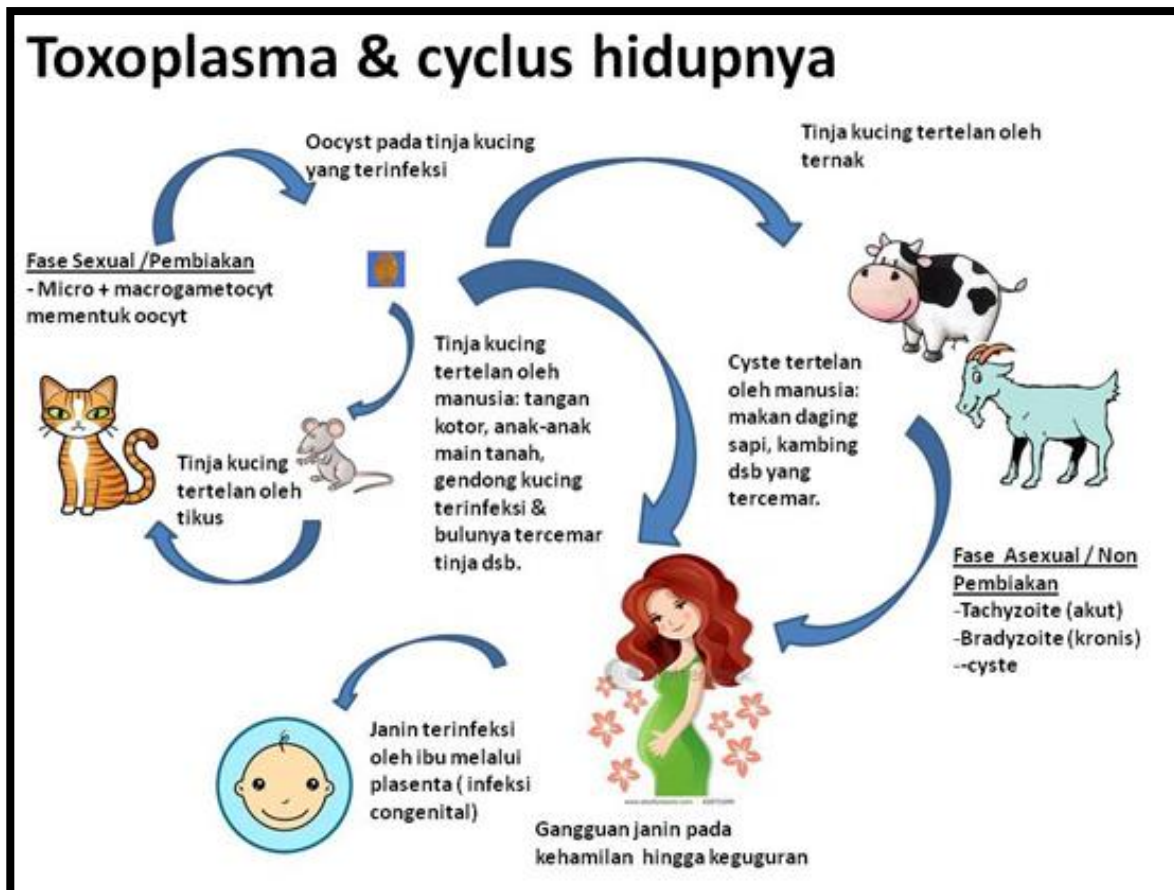 Toxoplasma & cyclus hidupnya
Oocyst pada tinja kucing
yang terinfeksi
Tinja kucing tertelan oleh
ternak
Fase Sexual /Pembiakan
- Micro + macrogametocyt
mementuk oocyt
Tinja kucing
tertelan oleh
tikus
Tinja kucing
tertelan oleh
manusia: tangan
kotor, anak-anak
main tanah,
gendong kucing
terinfeksi &
bulunya tercemar
tinja dsb.
Cyste tertelan
oleh manusia:
makan daging
sapi, kambing
dsb yang
tercemar.
Fase Asexual / Non
Pembiakan
-Tachyzoite (akut)
-Bradyzoite (kronis)
--cyste
Janin terinfeksi
oleh ibu melalui
plasenta ( infeksi
congenital)
Gangguan janin pada
kehamilan hingga keguguran